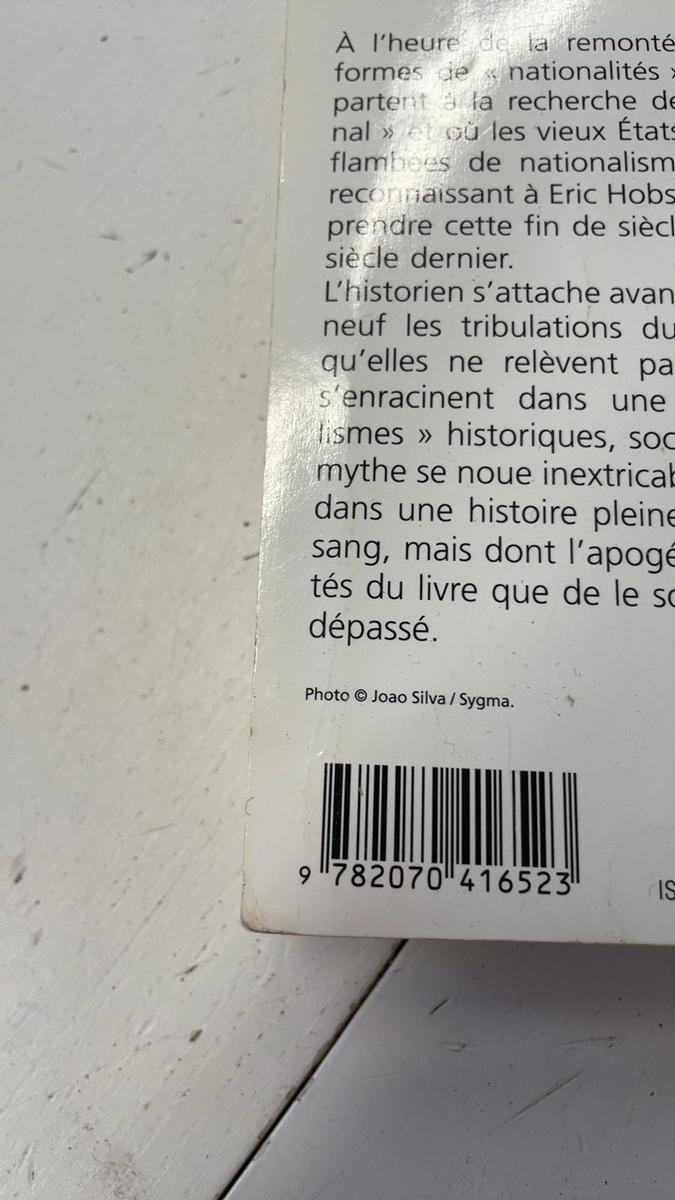 À l'heure de la remonté
formes de « nationalités »
partent à la recherche de
nal » et où les vieux États
flambées de nationalism
reconnaissant à Eric Hobs
prendre cette fin de siècl
siècle dernier.
L'historien s'attache avan
neuf les tribulations du
qu'elles ne relèvent pa
s'enracinent dans une
lismes » historiques, soc
mythe se noue inextricab
dans une histoire pleine
sang, mais dont l'apogé
tés du livre que de le so
dépassé.
Photo © Joao Silva / Sygma.
9 782070 416523
IS